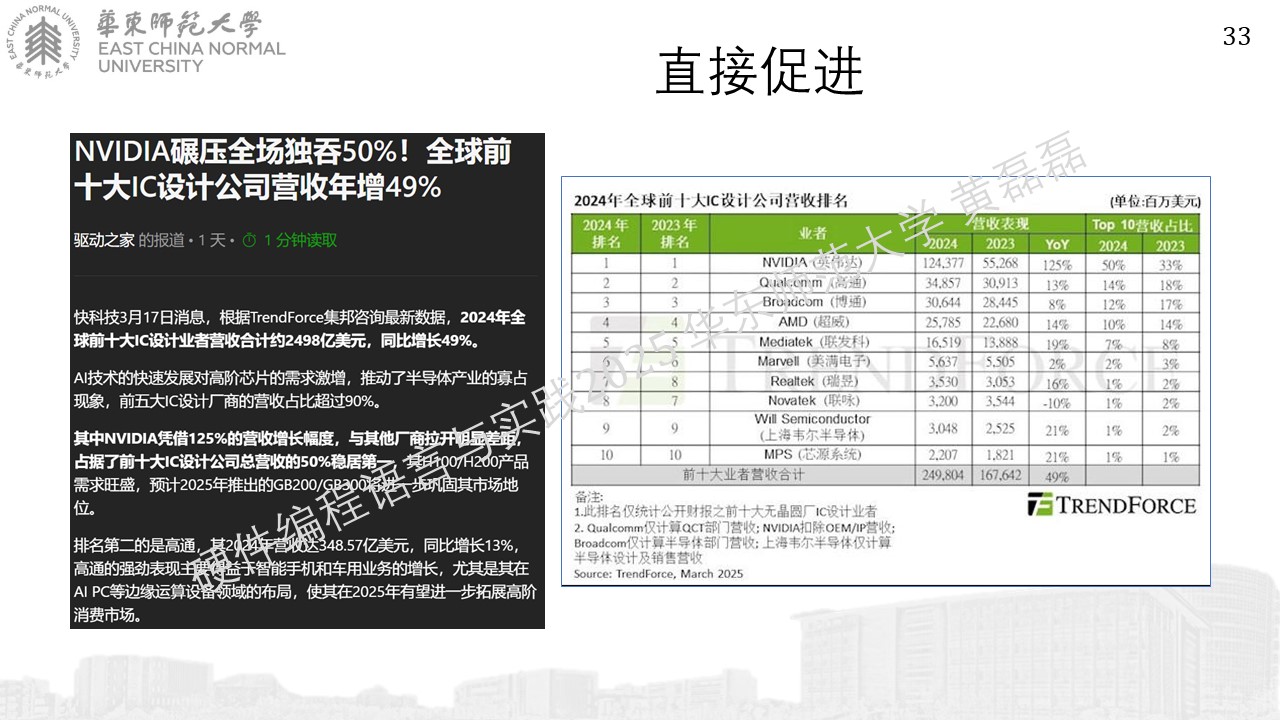 華東師範大學
EAST CHINA NORMAL
UNIVERSITY
EAST CHINA NORMAL UNIVERSITY
華東师范大学
33
直接促进
NVIDIA碾压全场独吞50%！全球前
十大IC设计公司营收年增49%
驱动之家 的报道 • 1 天 • 1 分钟读取
快科技3月17日消息，根据TrendForce集邦咨询最新数据，2024年全
球前十大IC设计业者营收合计约2498亿美元，同比增长49%。
AI技术的快速发展对高阶芯片的需求激增，推动了半导体产业的寡占
现象，前五大IC设计厂商的营收占比超过90%。
其中NVIDIA凭借125%的营收增长幅度，与其他厂商拉开明显差距，
占据了前十大IC设计公司总营收的50%稳居第一，其H100/H200产品
需求旺盛，预计2025年推出的GB200/GB300将进一步巩固其市场地
位。
排名第二的是高通，其2024年营收达348.57亿美元，同比增长13%，
高通的强劲表现主要受益于智能手机和车用业务的增长，尤其是其在
AI PC等边缘运算设备领域的布局，使其在2025年有望进一步拓展高阶
消费市场。
2024年全球前十大IC设计公司营收排名 (单位:百万美元)
2024年排名 2023年排名 业者 营收表现 Top 10营收占比
2024 2023 YoY 2024 2023
1 1 NVIDIA (英伟达) 124,377 55,268 125% 50% 33%
2 2 Qualcomm (高通) 34,857 30,913 13% 14% 18%
3 3 Broadcom (博通) 30,644 28,445 8% 12% 17%
4 4 AMD (超威) 25,785 22,680 14% 10% 14%
5 5 Mediatek (联发科) 16,519 13,888 19% 7% 8%
6 6 Marvell (美满电子) 5,637 5,505 2% 2% 3%
7 8 Realtek (瑞昱) 3,530 3,053 16% 1% 2%
8 7 Novatek (联咏) 3,200 3,544 -10% 1% 2%
9 9 Will Semiconductor (上海韦尔半导体) 3,048 2,525 21% 1% 2%
10 10 MPS (芯源系统) 2,207 1,821 21% 1% 1%
前十大业者营收合计 249,804 167,642 49%
备注:
1.此排名仅统计公开财报之前十大无晶圆厂IC设计业者
2. Qualcomm仅计算QCT部门营收; NVIDIA扣除OEM/IP营收;
Broadcom仅计算半导体部门营收; 上海韦尔半导体仅计算
半导体设计及销售营收
Source: TrendForce, March 2025
TRENDFORCE
TRENDFORCE
硬件编程语言与实践2025 华东师范大学 黄磊磊